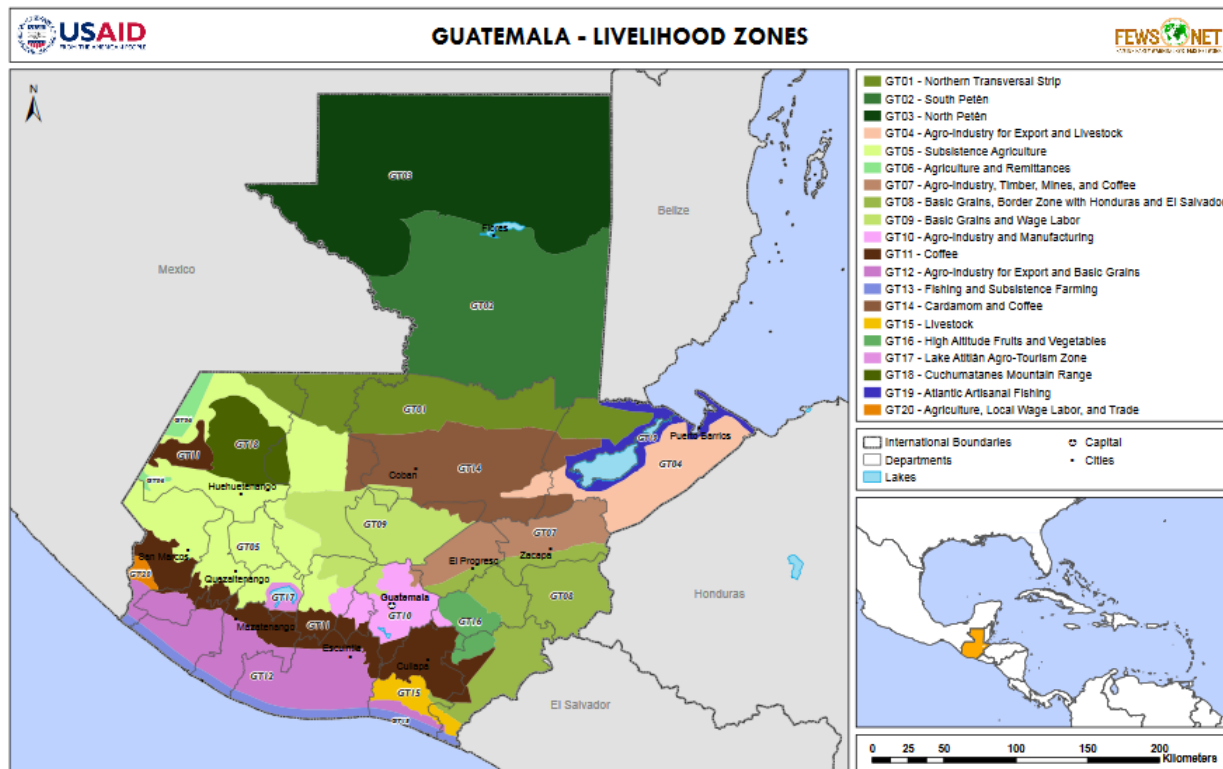 USAID
FROM THE AMERICAN PEOPLE
GUATEMALA - LIVELIHOOD ZONES
FEWS NET
N
GT03
Belize
Flores
Mexico
GT02
GT01
GT18
GT11
Puerto Barrios
GT04
Coban
GT14
Huehuetenango
GT09
GT07
San Marcos
GT05
El Progreso
Zacapa
Quazaltenango
GT20
GT17
Guatemala
GT10
GT08
Honduras
GT16
Mazatenango
GT11
Escuintla
Cuilapa
GT12
GT15
El Salvador
GT01 - Northern Transversal Strip
GT02 - South Petén
GT03 - North Petén
GT04 - Agro-Industry for Export and Livestock
GT05 - Subsistence Agriculture
GT06 - Agriculture and Remittances
GT07 - Agro-Industry, Timber, Mines, and Coffee
GT08 - Basic Grains, Border Zone with Honduras and El Salvador
GT09 - Basic Grains and Wage Labor
GT10 - Agro-Industry and Manufacturing
GT11 - Coffee
GT12 - Agro-Industry for Export and Basic Grains
GT13 - Fishing and Subsistence Farming
GT14 - Cardamom and Coffee
GT15 - Livestock
GT16 - High Altitude Fruits and Vegetables
GT17 - Lake Atitlán Agro-Tourism Zone
GT18 - Cuchumatanes Mountain Range
GT19 - Atlantic Artisanal Fishing
GT20 - Agriculture, Local Wage Labor, and Trade
International Boundaries
Departments
Lakes
Capital
Cities
0 25 50 100 150 200
Kilometers